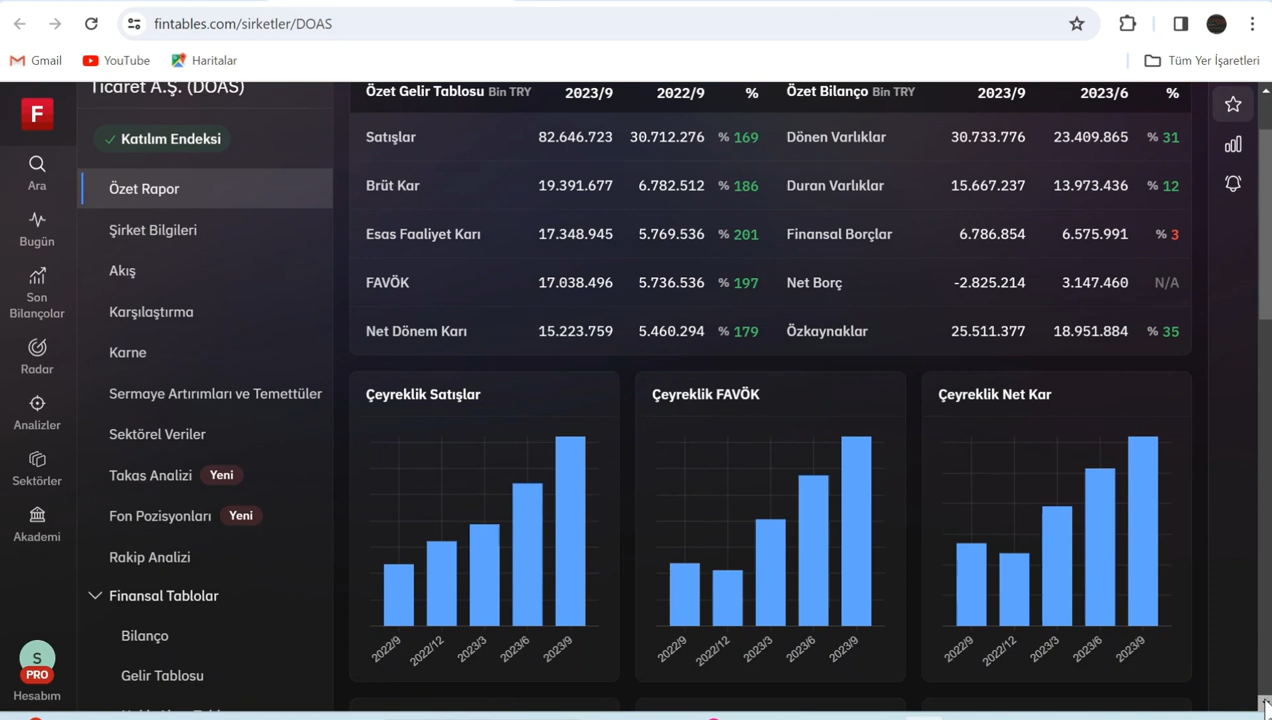 fintables.com/sirketler/DOAS
Gmail
YouTube
Haritalar
Tüm Yer İşaretleri
F
Ara
Bugün
Son
Bilançolar
Radar
Analizler
Sektörler
Akademi
S
PRO
Hesabım
Ticaret A.Ş. (DOAS)
Katılım Endeksi
Özet Rapor
Şirket Bilgileri
Akış
Karşılaştırma
Karne
Sermaye Artırımları ve Temettüler
Sektörel Veriler
Takas Analizi Yeni
Fon Pozisyonları Yeni
Rakip Analizi
Finansal Tablolar
Bilanço
Gelir Tablosu
Özet Gelir Tablosu Bin TRY 2023/9 2022/9 %
Satışlar 82.646.723 30.712.276 % 169
Brüt Kar 19.391.677 6.782.512 % 186
Esas Faaliyet Karı 17.348.945 5.769.536 % 201
FAVÖK 17.038.496 5.736.536 % 197
Net Dönem Karı 15.223.759 5.460.294 % 179
Özet Bilanço Bin TRY 2023/9 2023/6 %
Dönen Varlıklar 30.733.776 23.409.865 % 31
Duran Varlıklar 15.667.237 13.973.436 % 12
Finansal Borçlar 6.786.854 6.575.991 % 3
Net Borç -2.825.214 3.147.460 N/A
Özkaynaklar 25.511.377 18.951.884 % 35
Çeyreklik Satışlar
2022/9 2022/12 2023/3 2023/6 2023/9
Çeyreklik FAVÖK
2022/9 2022/12 2023/3 2023/6 2023/9
Çeyreklik Net Kar
2022/9 2022/12 2023/3 2023/6 2023/9